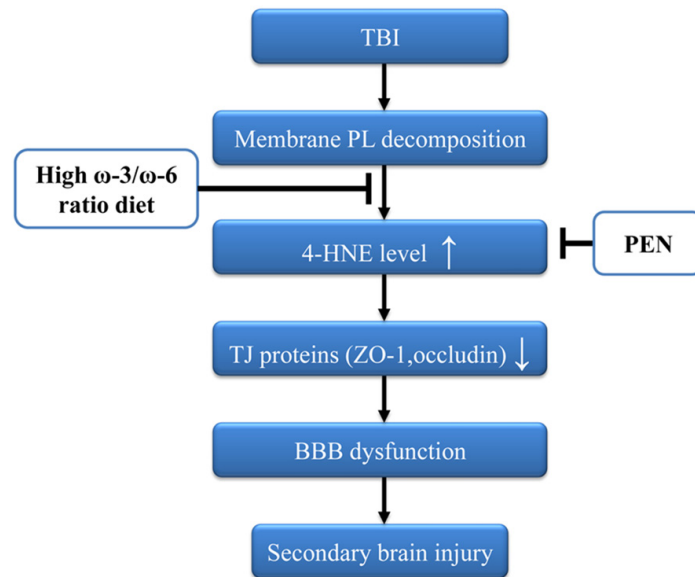 TBI
Membrane PL decomposition
High ω-3/ω-6
ratio diet
4-HNE level ↑
PEN
TJ proteins (ZO-1,occludin) ↓
BBB dysfunction
Secondary brain injury